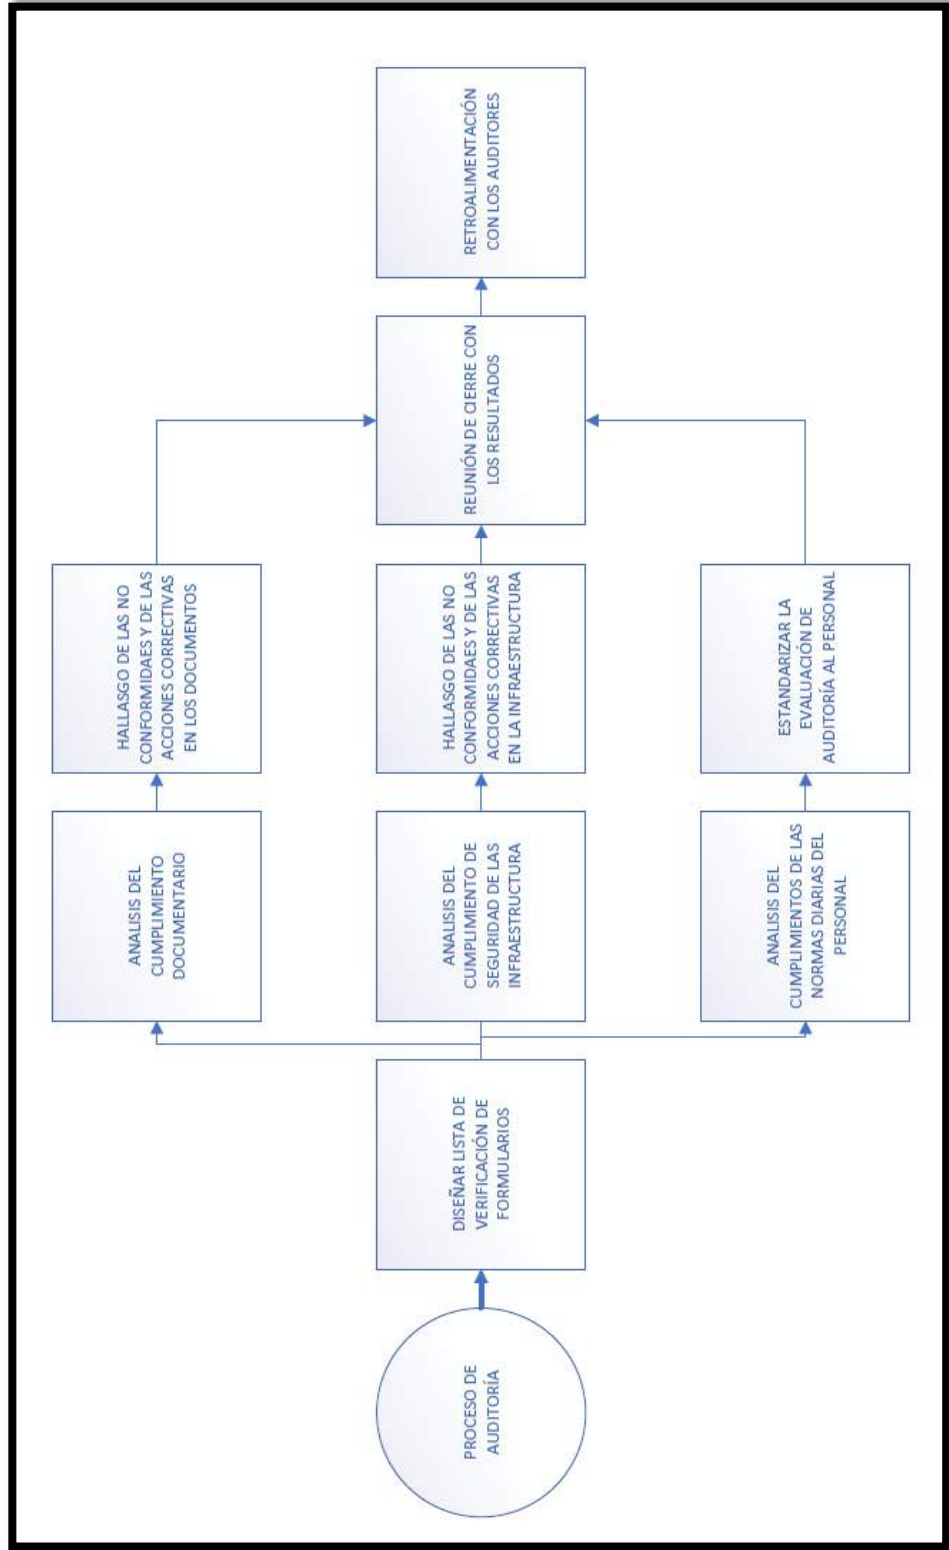 PROCESO DE
AUDITORÍA
DISEÑAR LISTA DE
VERIFICACIÓN DE
FORMULARIOS
ANALISIS DEL
CUMPLIMIENTO
DOCUMENTARIO
HALLASGO DE LAS NO
CONFORMIDAES Y DE LAS
ACCIONES CORRECTIVAS
EN LOS DOCUMENTOS
ANALISIS DEL
CUMPLIMIENTO DE
SEGURIDAD DE LAS
INFRAESTRUCTURA
HALLASGO DE LAS NO
CONFORMIDAES Y DE LAS
ACCIONES CORRECTIVAS
EN LA INFRAESTRUCTURA
ANALISIS DEL
CUMPLIMIENTOS DE LAS
NORMAS DIARIAS DEL
PERSONAL
ESTANDARIZAR LA
EVALUACIÓN DE
AUDITORÍA AL PERSONAL
REUNIÓN DE CIERRE CON
LOS RESULTADOS
RETROALIMENTACIÓN
CON LOS AUDITORES